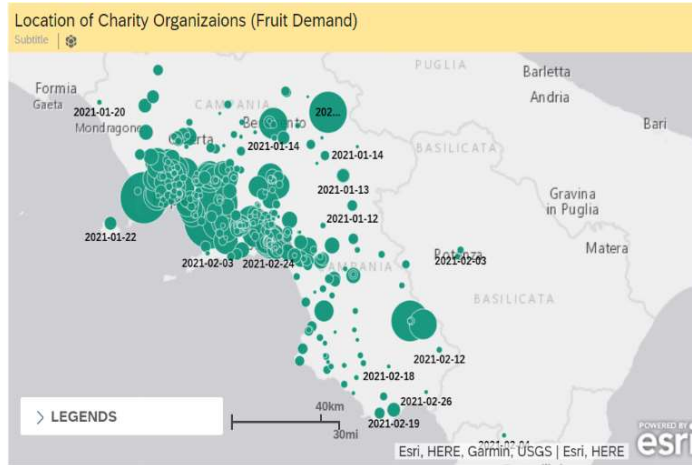 Location of Charity Organizaions (Fruit Demand)
Subtitle
PUGLIA
Barletta
Formia
Gaeta
2021-01-20
CAMPANIA
202...
Andria
Mondragone
Bari
2021-01-14
2021-01-14
BASILICATA
2021-01-13
Gravina
in Puglia
2021-01-12
2021-01-22
Matera
2021-02-03
2021-02-24
CAMPANIA
Potenza
2021-02-03
BASILICATA
2021-02-12
2021-02-18
2021-02-26
2021-02-19
LEGENDS
40km
30mi
POWERED BY
esri
Esri, HERE, Garmin, USGS | Esri, HERE